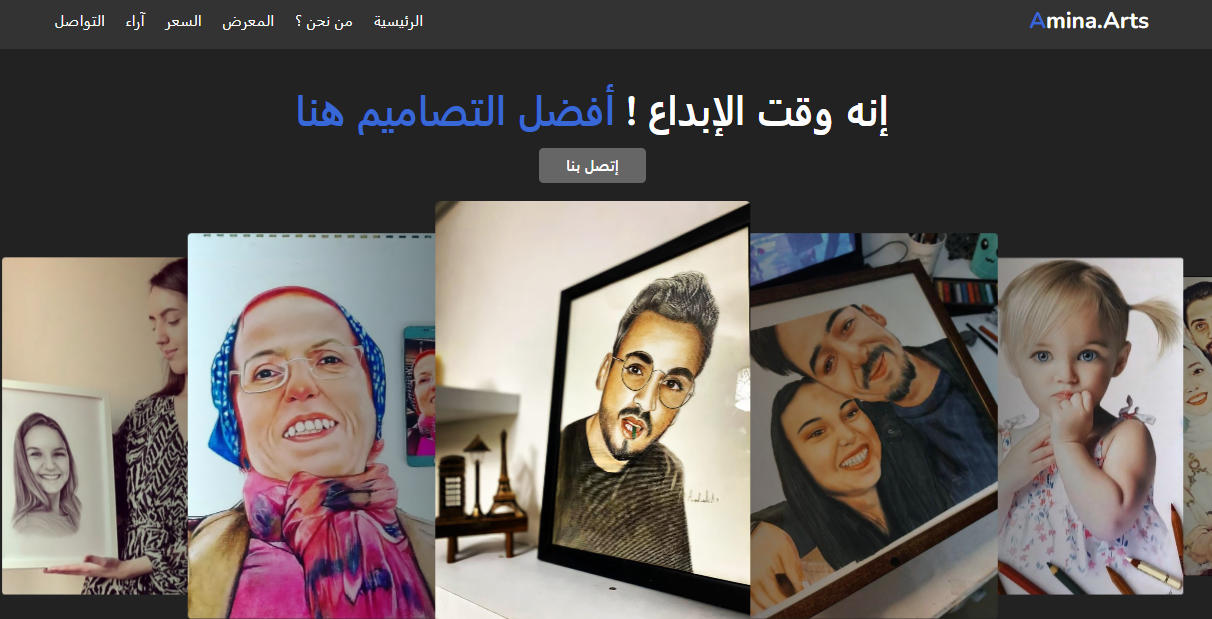 Amina.Arts
الرئيسية من نحن ؟ المعرض السعر آراء التواصل
إنه وقت الإبداع ! أفضل التصاميم هنا
إتصل بنا